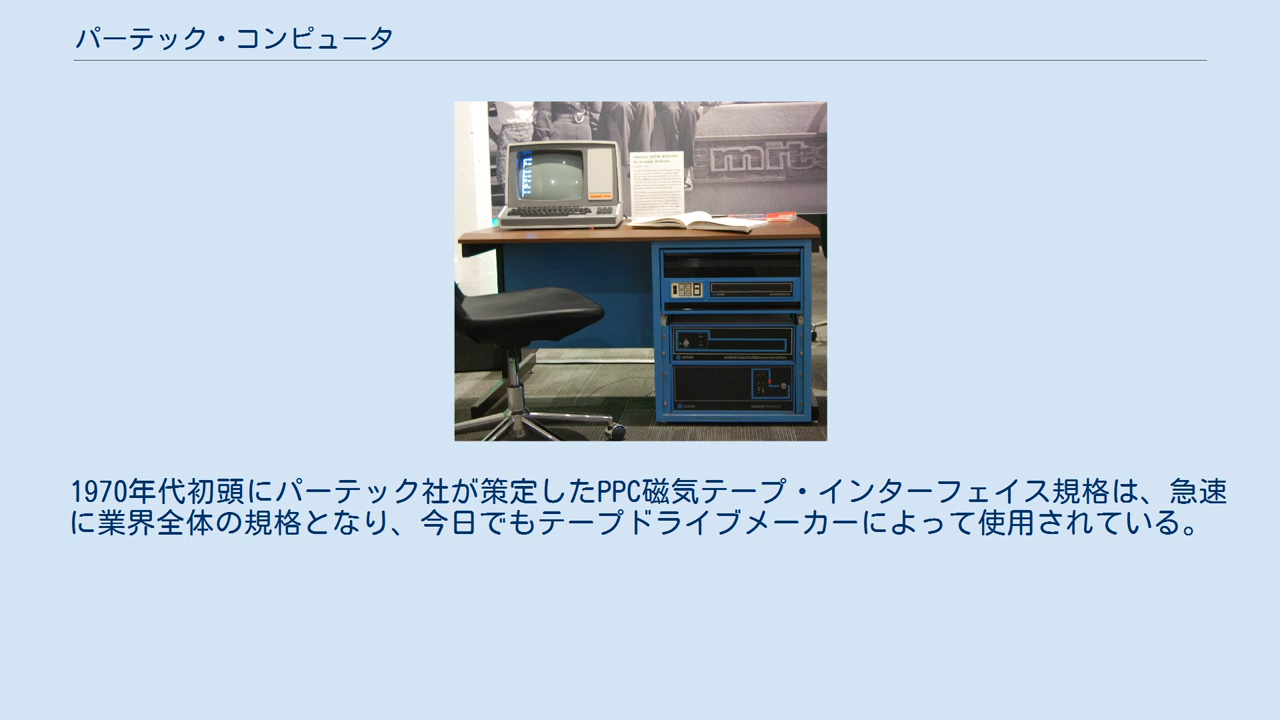 パーテック・コンピュータ
mits
1970年代初頭にパーテック社が策定したPPC磁気テープ・インターフェイス規格は、急速
に業界全体の規格となり、今日でもテープドライブメーカーによって使用されている。